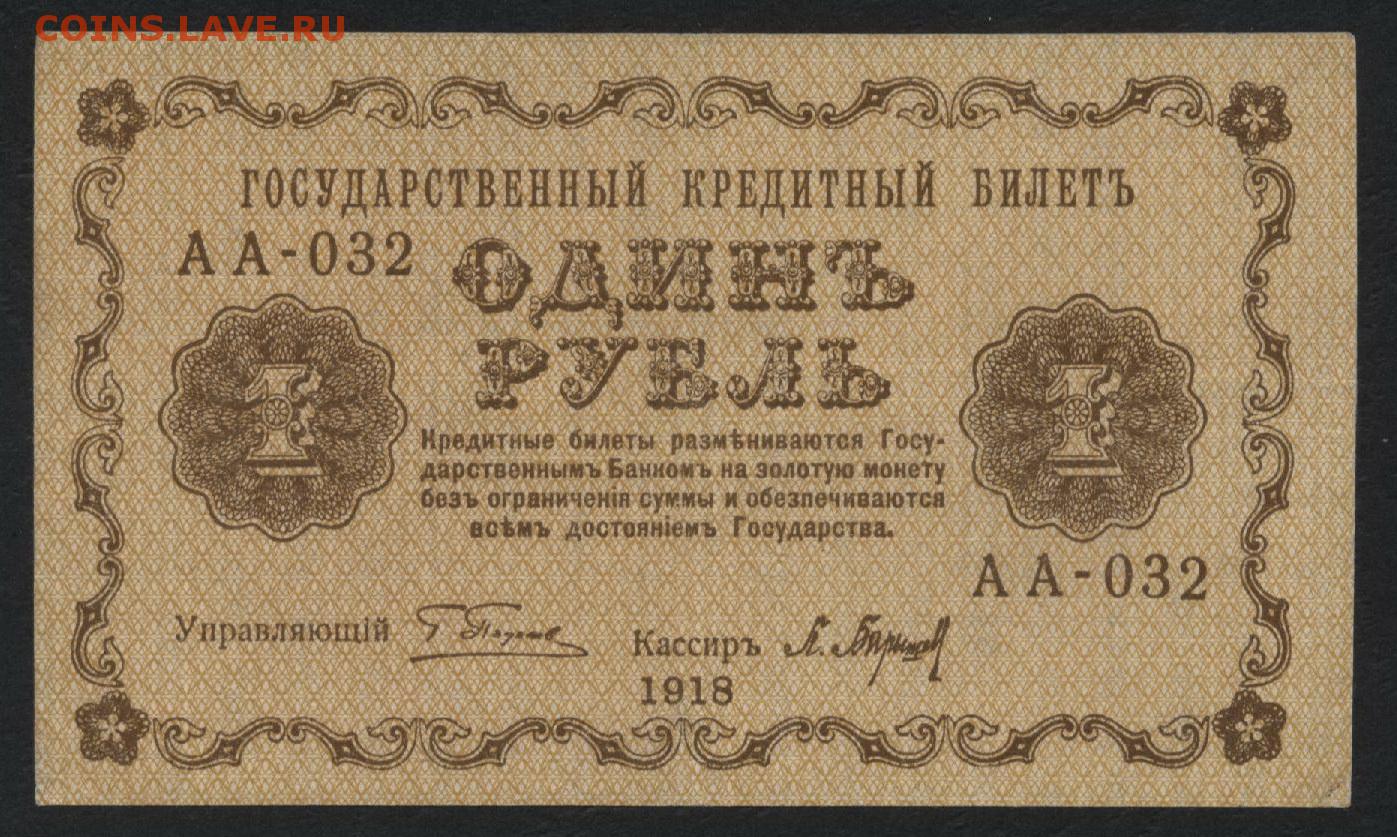 COINS.LAVE.RU
ГОСУДАРСТВЕННЫЙ КРЕДИТНЫЙ БИЛЕТЪ
АА-032
ОДИНЪ
РУБЛЬ
1
1
Кредитные билеты размѣниваются Госу-
дарственнымъ Банкомъ на золотую монету
безъ ограниченія суммы и обезпечиваются
всѣмъ достояніемъ Государства.
АА-032
Управляющій
Кассиръ
1918